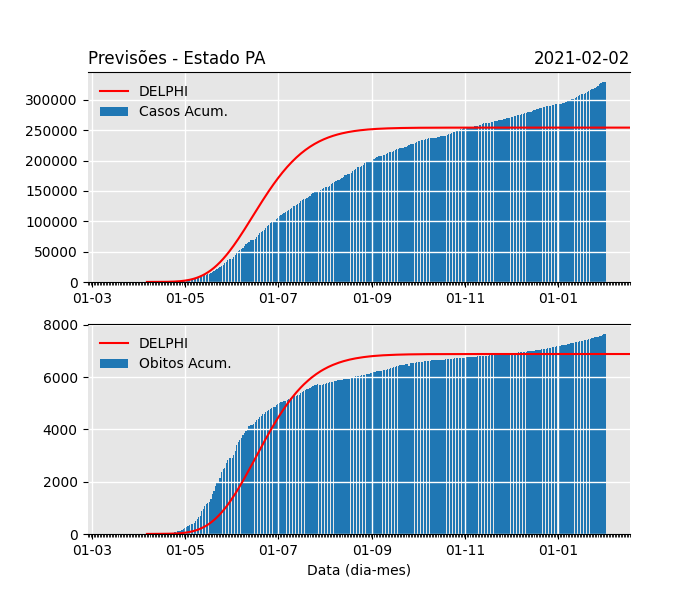 Previsões - Estado PA 2021-02-02
DELPHI
Casos Acum.
300000
250000
200000
150000
100000
50000
0
01-03 01-05 01-07 01-09 01-11 01-01
DELPHI
Obitos Acum.
8000
6000
4000
2000
0
01-03 01-05 01-07 01-09 01-11 01-01
Data (dia-mes)